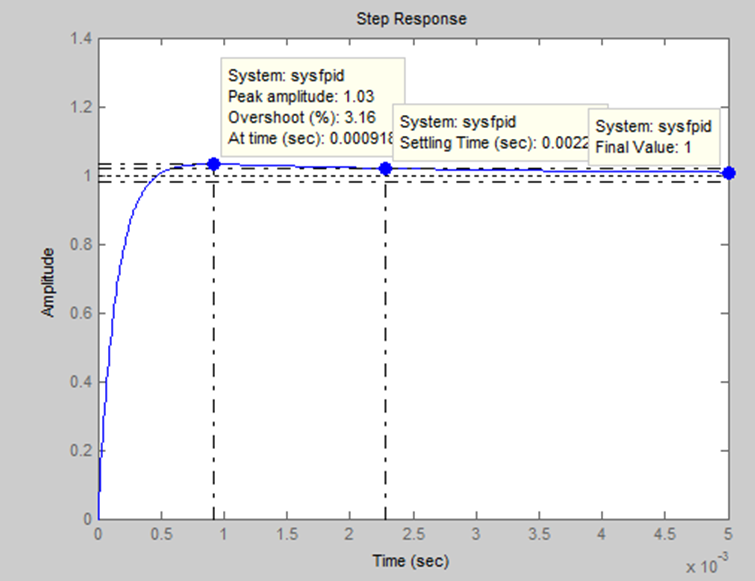 Step Response
1.4
1.2
1
0.8
0.6
0.4
0.2
0
Amplitude
System: sysfpid
Peak amplitude: 1.03
Overshoot (%): 3.16
At time (sec): 0.000918
System: sysfpid
Settling Time (sec): 0.0022
System: sysfpid
Final Value: 1
0 0.5 1 1.5 2 2.5 3 3.5 4 4.5 5
Time (sec)
x 10⁻³